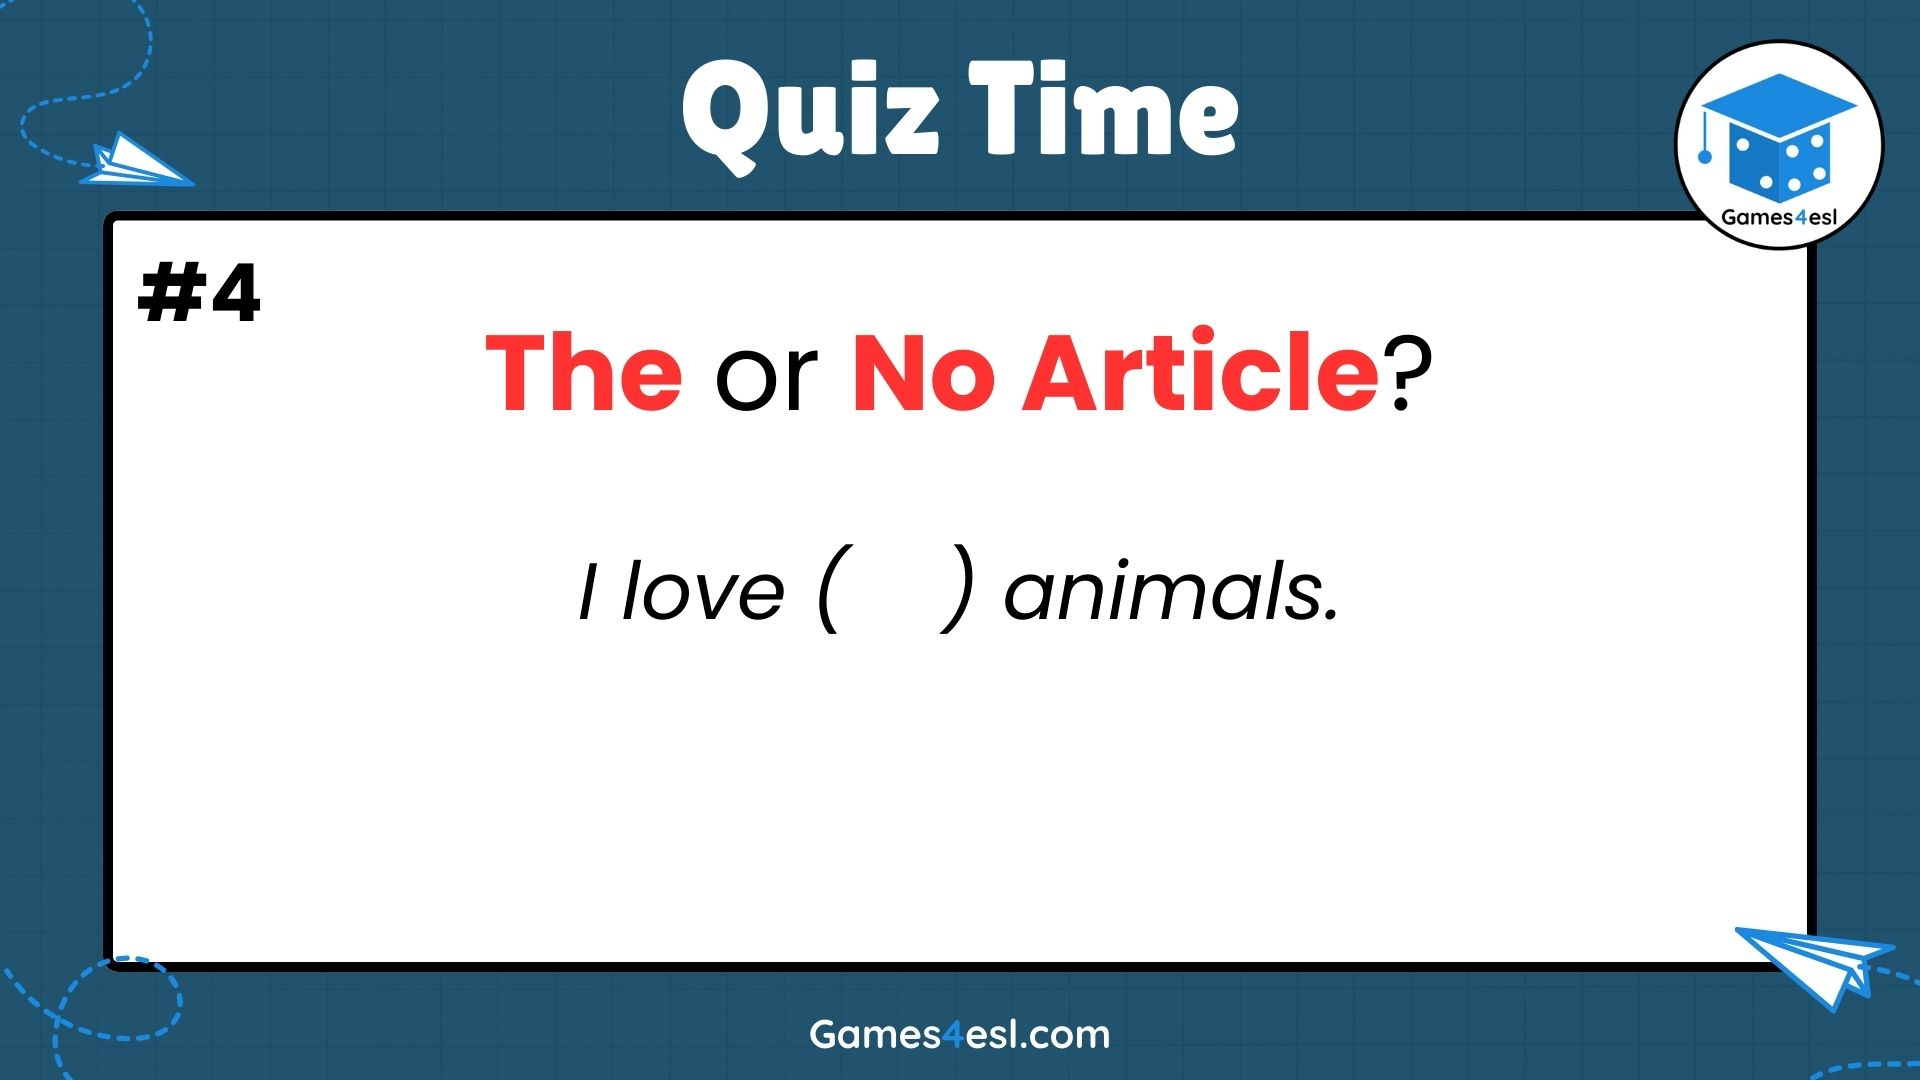 Quiz Time
Games4esl
#4
The or No Article?
I love (   ) animals.
Games4esl.com